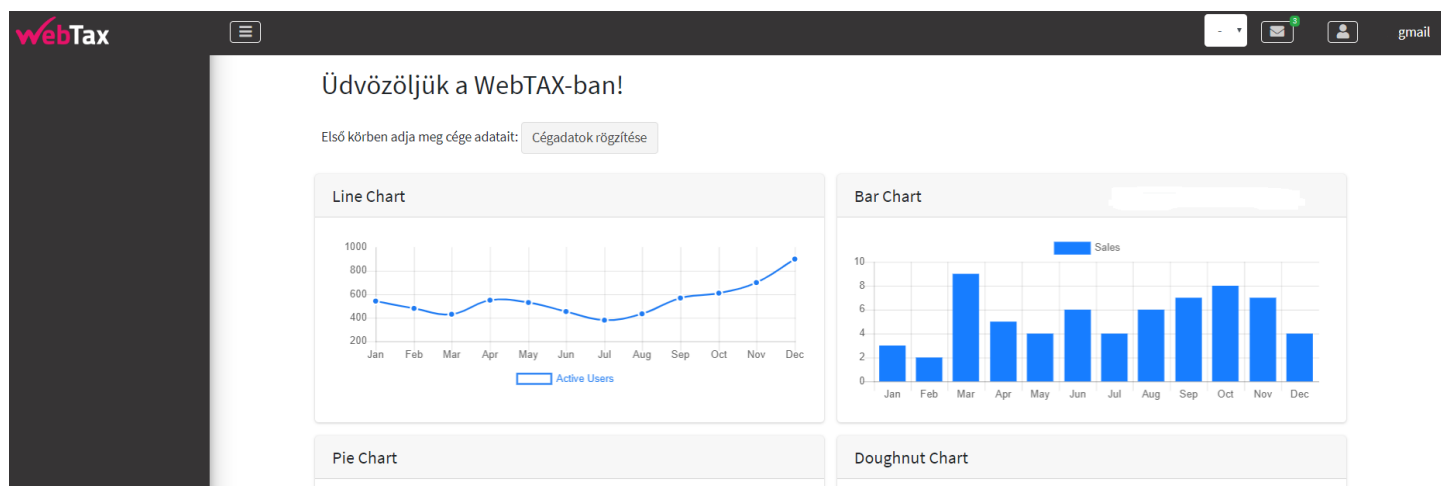 webTax
- 3 gmail
Üdvözöljük a WebTAX-ban!
Első körben adja meg cége adatait: Cégadatok rögzítése
Line Chart
1000
800
600
400
200
Jan Feb Mar Apr May Jun Jul Aug Sep Oct Nov Dec
Active Users
Bar Chart
Sales
10
8
6
4
2
0
Jan Feb Mar Apr May Jun Jul Aug Sep Oct Nov Dec
Pie Chart
Doughnut Chart